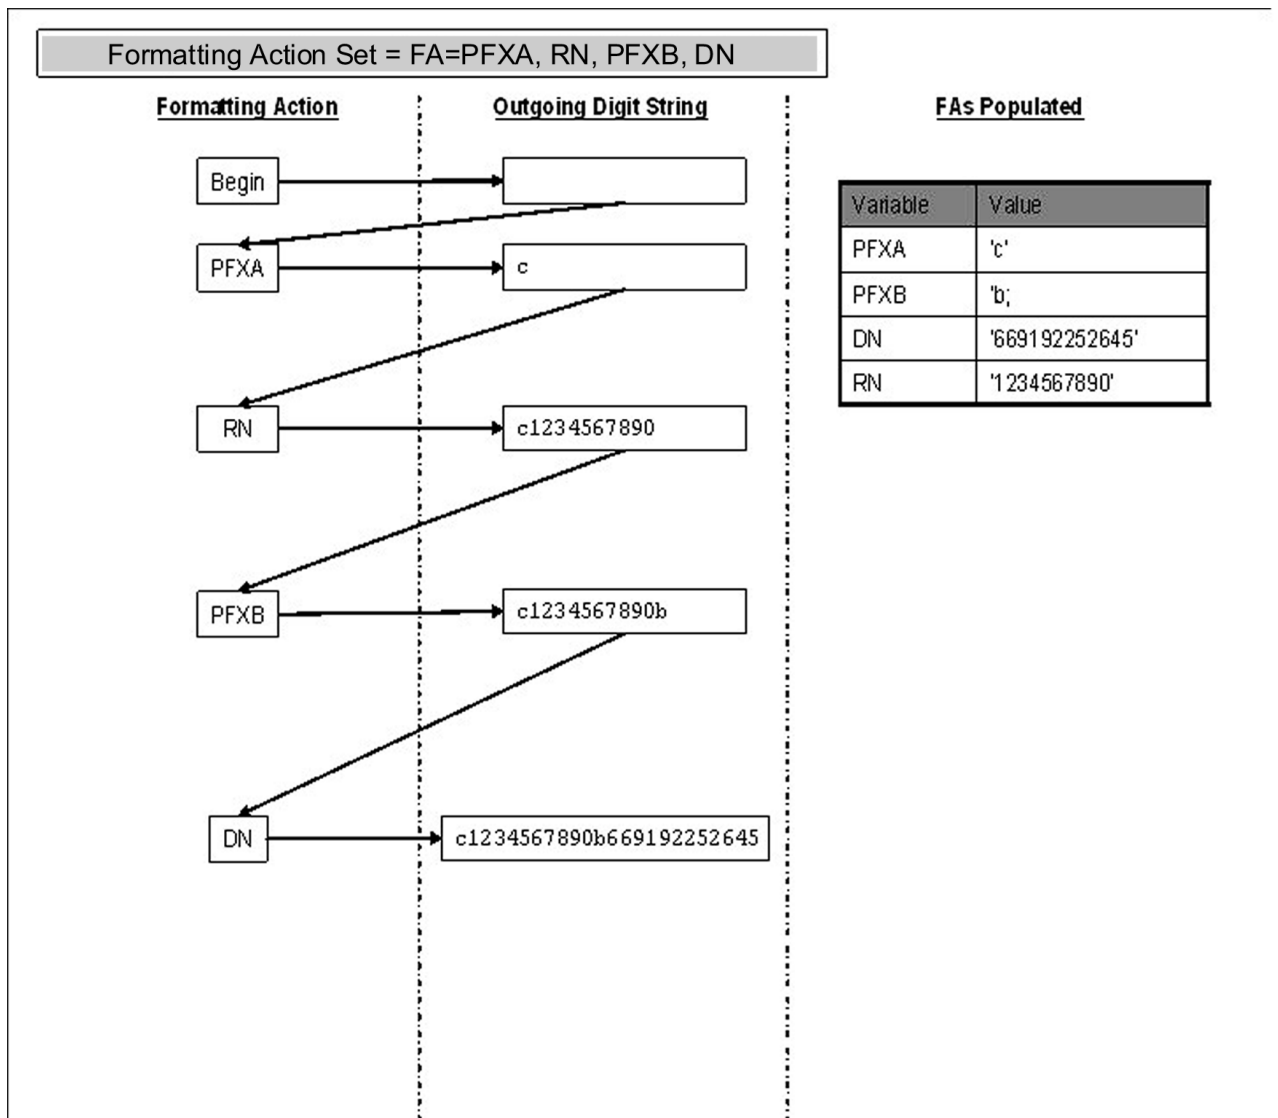 Formatting Action Set = FA=PFXA, RN, PFXB, DN
Formatting Action
Outgoing Digit String
FAs Populated
Begin
Variable Value
PFXA 'c'
PFXB 'b;
DN '669192252645'
RN '1234567890'
PFXA
c
RN
c1234567890
PFXB
c1234567890b
DN
c1234567890b669192252645